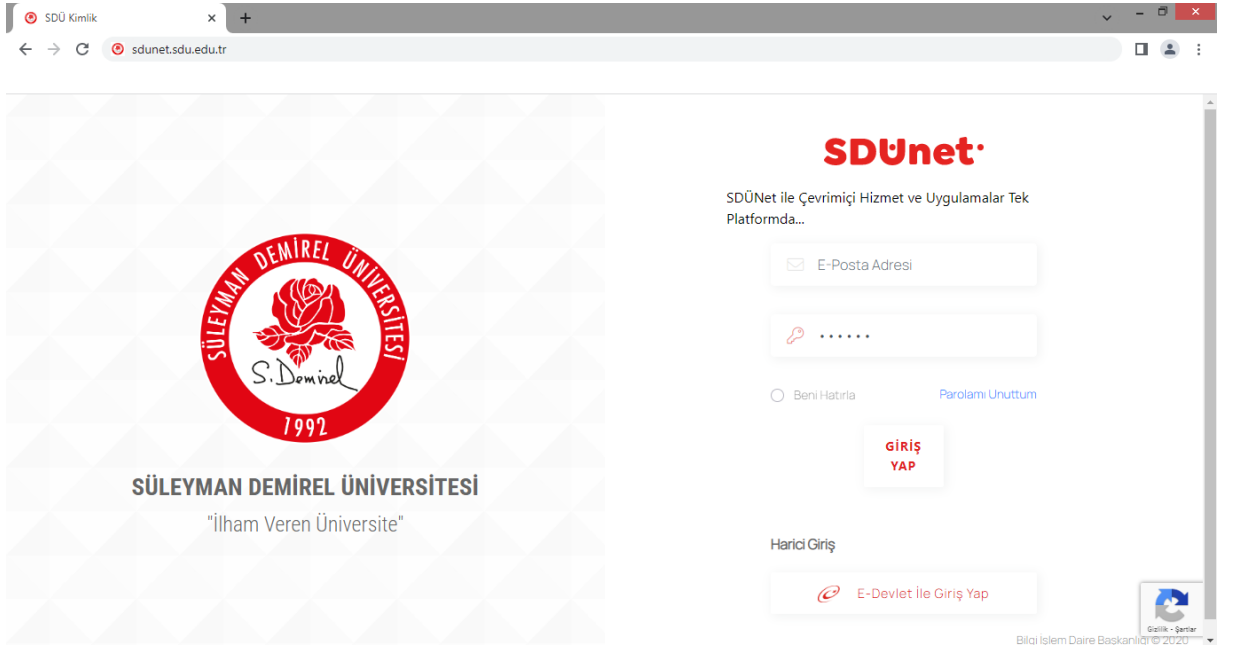 SDÜ Kimlik
sdunet.sdu.edu.tr
SÜLEYMAN DEMİREL ÜNİVERSİTESİ
S. Demirel
1992
SÜLEYMAN DEMİREL ÜNİVERSİTESİ
"İlham Veren Üniversite"
SDÜnet
SDÜNet ile Çevrimiçi Hizmet ve Uygulamalar Tek
Platformda...
E-Posta Adresi
Beni Hatırla
Parolamı Unuttum
GİRİŞ
YAP
Harici Giriş
E-Devlet İle Giriş Yap
Gizlilik - Şartlar
Bilgi İşlem Daire Başkanlığı © 2020